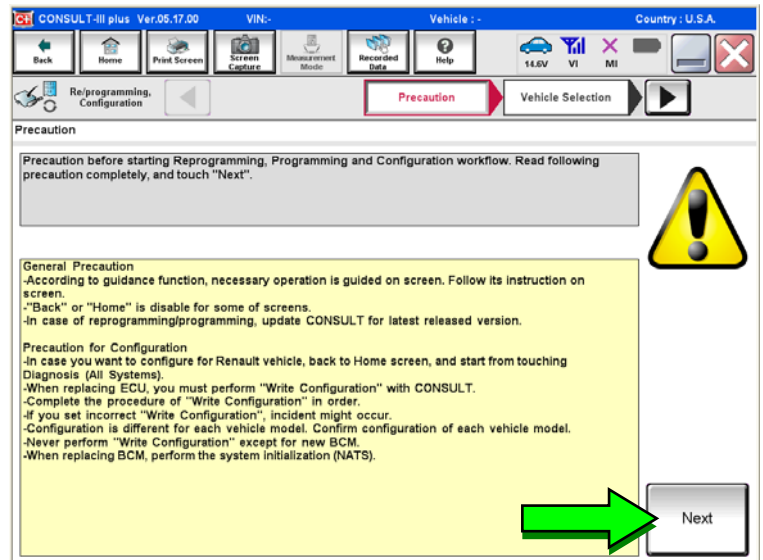 CONSULT-III plus Ver.05.17.00 VIN:- Vehicle : - Country : U.S.A.
Back Home Print Screen Screen Capture Measurement Mode Recorded Data Help 14.6V VI MI
Re/programming, Configuration Precaution Vehicle Selection
Precaution
Precaution before starting Reprogramming, Programming and Configuration workflow. Read following
precaution completely, and touch "Next".
General Precaution
-According to guidance function, necessary operation is guided on screen. Follow its instruction on
screen.
-"Back" or "Home" is disable for some of screens.
-In case of reprogramming/programming, update CONSULT for latest released version.
Precaution for Configuration
-In case you want to configure for Renault vehicle, back to Home screen, and start from touching
Diagnosis (All Systems).
-When replacing ECU, you must perform "Write Configuration" with CONSULT.
-Complete the procedure of "Write Configuration" in order.
-If you set incorrect "Write Configuration", incident might occur.
-Configuration is different for each vehicle model. Confirm configuration of each vehicle model.
-Never perform "Write Configuration" except for new BCM.
-When replacing BCM, perform the system initialization (NATS).
Next